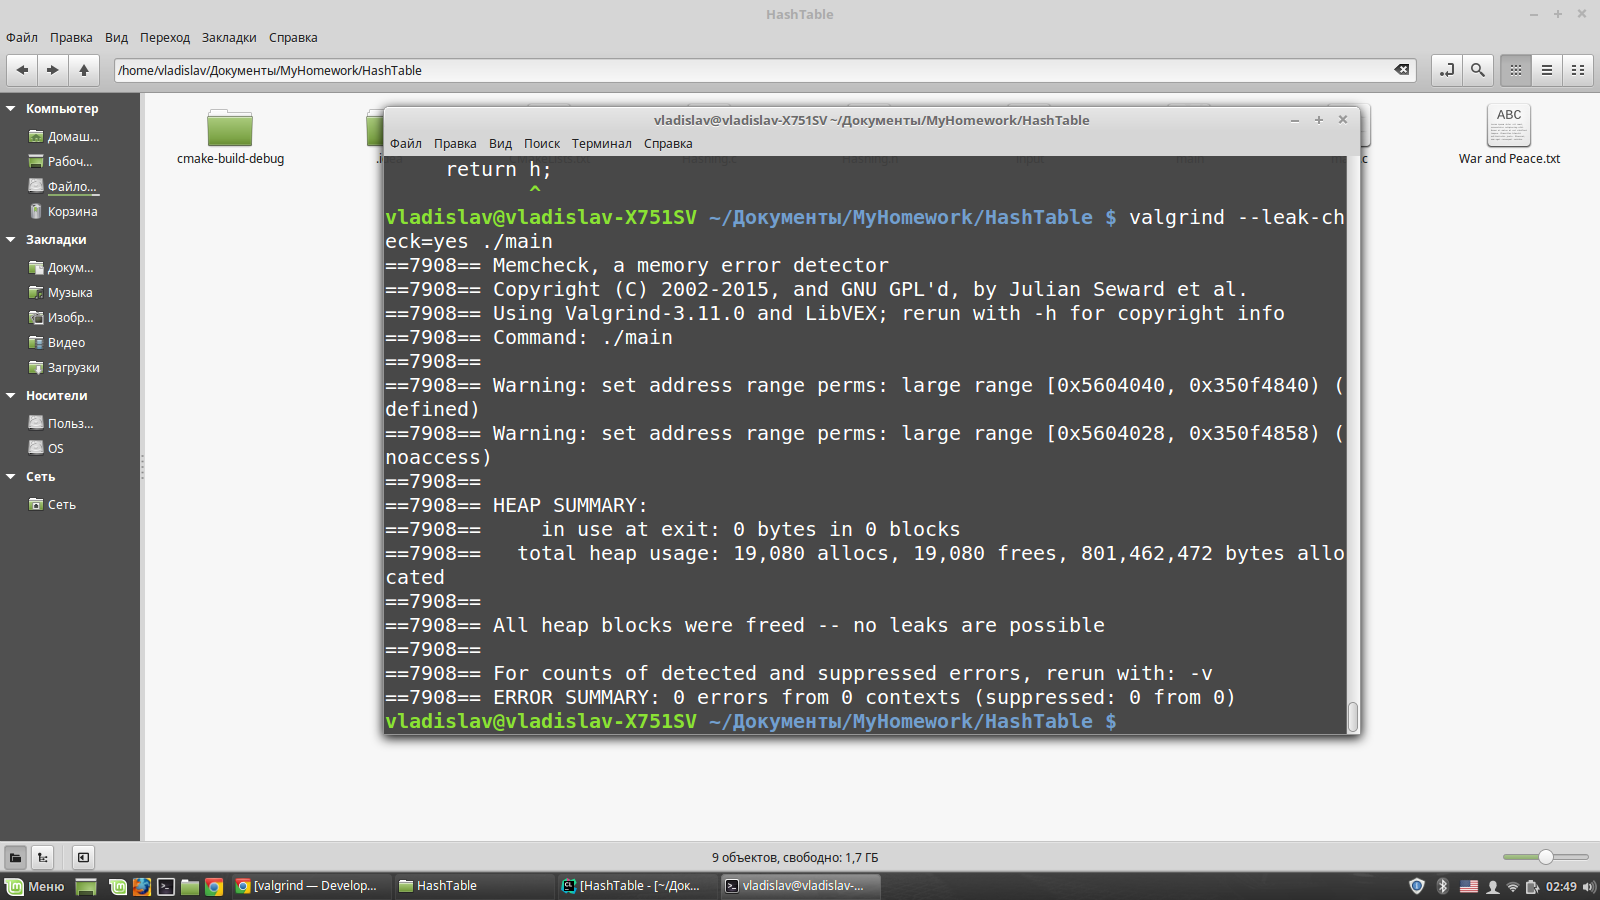 HashTable
Файл Правка Вид Переход Закладки Справка
/home/vladislav/Документы/MyHomework/HashTable
Компьютер
Домаш...
Рабоч...
Файло...
Корзина
Закладки
Докум...
Музыка
Изобр...
Видео
Загрузки
Носители
Польз...
OS
Сеть
Сеть
cmake-build-debug
ABC
War and Peace.txt
vladislav@vladislav-X751SV ~/Документы/MyHomework/HashTable
Файл Правка Вид Поиск Терминал Справка
return h;
^
vladislav@vladislav-X751SV ~/Документы/MyHomework/HashTable $ valgrind --leak-ch
eck=yes ./main
==7908== Memcheck, a memory error detector
==7908== Copyright (C) 2002-2015, and GNU GPL'd, by Julian Seward et al.
==7908== Using Valgrind-3.11.0 and LibVEX; rerun with -h for copyright info
==7908== Command: ./main
==7908==
==7908== Warning: set address range perms: large range [0x5604040, 0x350f4840) (
defined)
==7908== Warning: set address range perms: large range [0x5604028, 0x350f4858) (
noaccess)
==7908==
==7908== HEAP SUMMARY:
==7908==     in use at exit: 0 bytes in 0 blocks
==7908==   total heap usage: 19,080 allocs, 19,080 frees, 801,462,472 bytes allo
cated
==7908==
==7908== All heap blocks were freed -- no leaks are possible
==7908==
==7908== For counts of detected and suppressed errors, rerun with: -v
==7908== ERROR SUMMARY: 0 errors from 0 contexts (suppressed: 0 from 0)
vladislav@vladislav-X751SV ~/Документы/MyHomework/HashTable $
9 объектов, свободно: 1,7 ГБ
Меню
[valgrind — Develop...
HashTable
[HashTable - [~/Док...
vladislav@vladislav-...
02:49